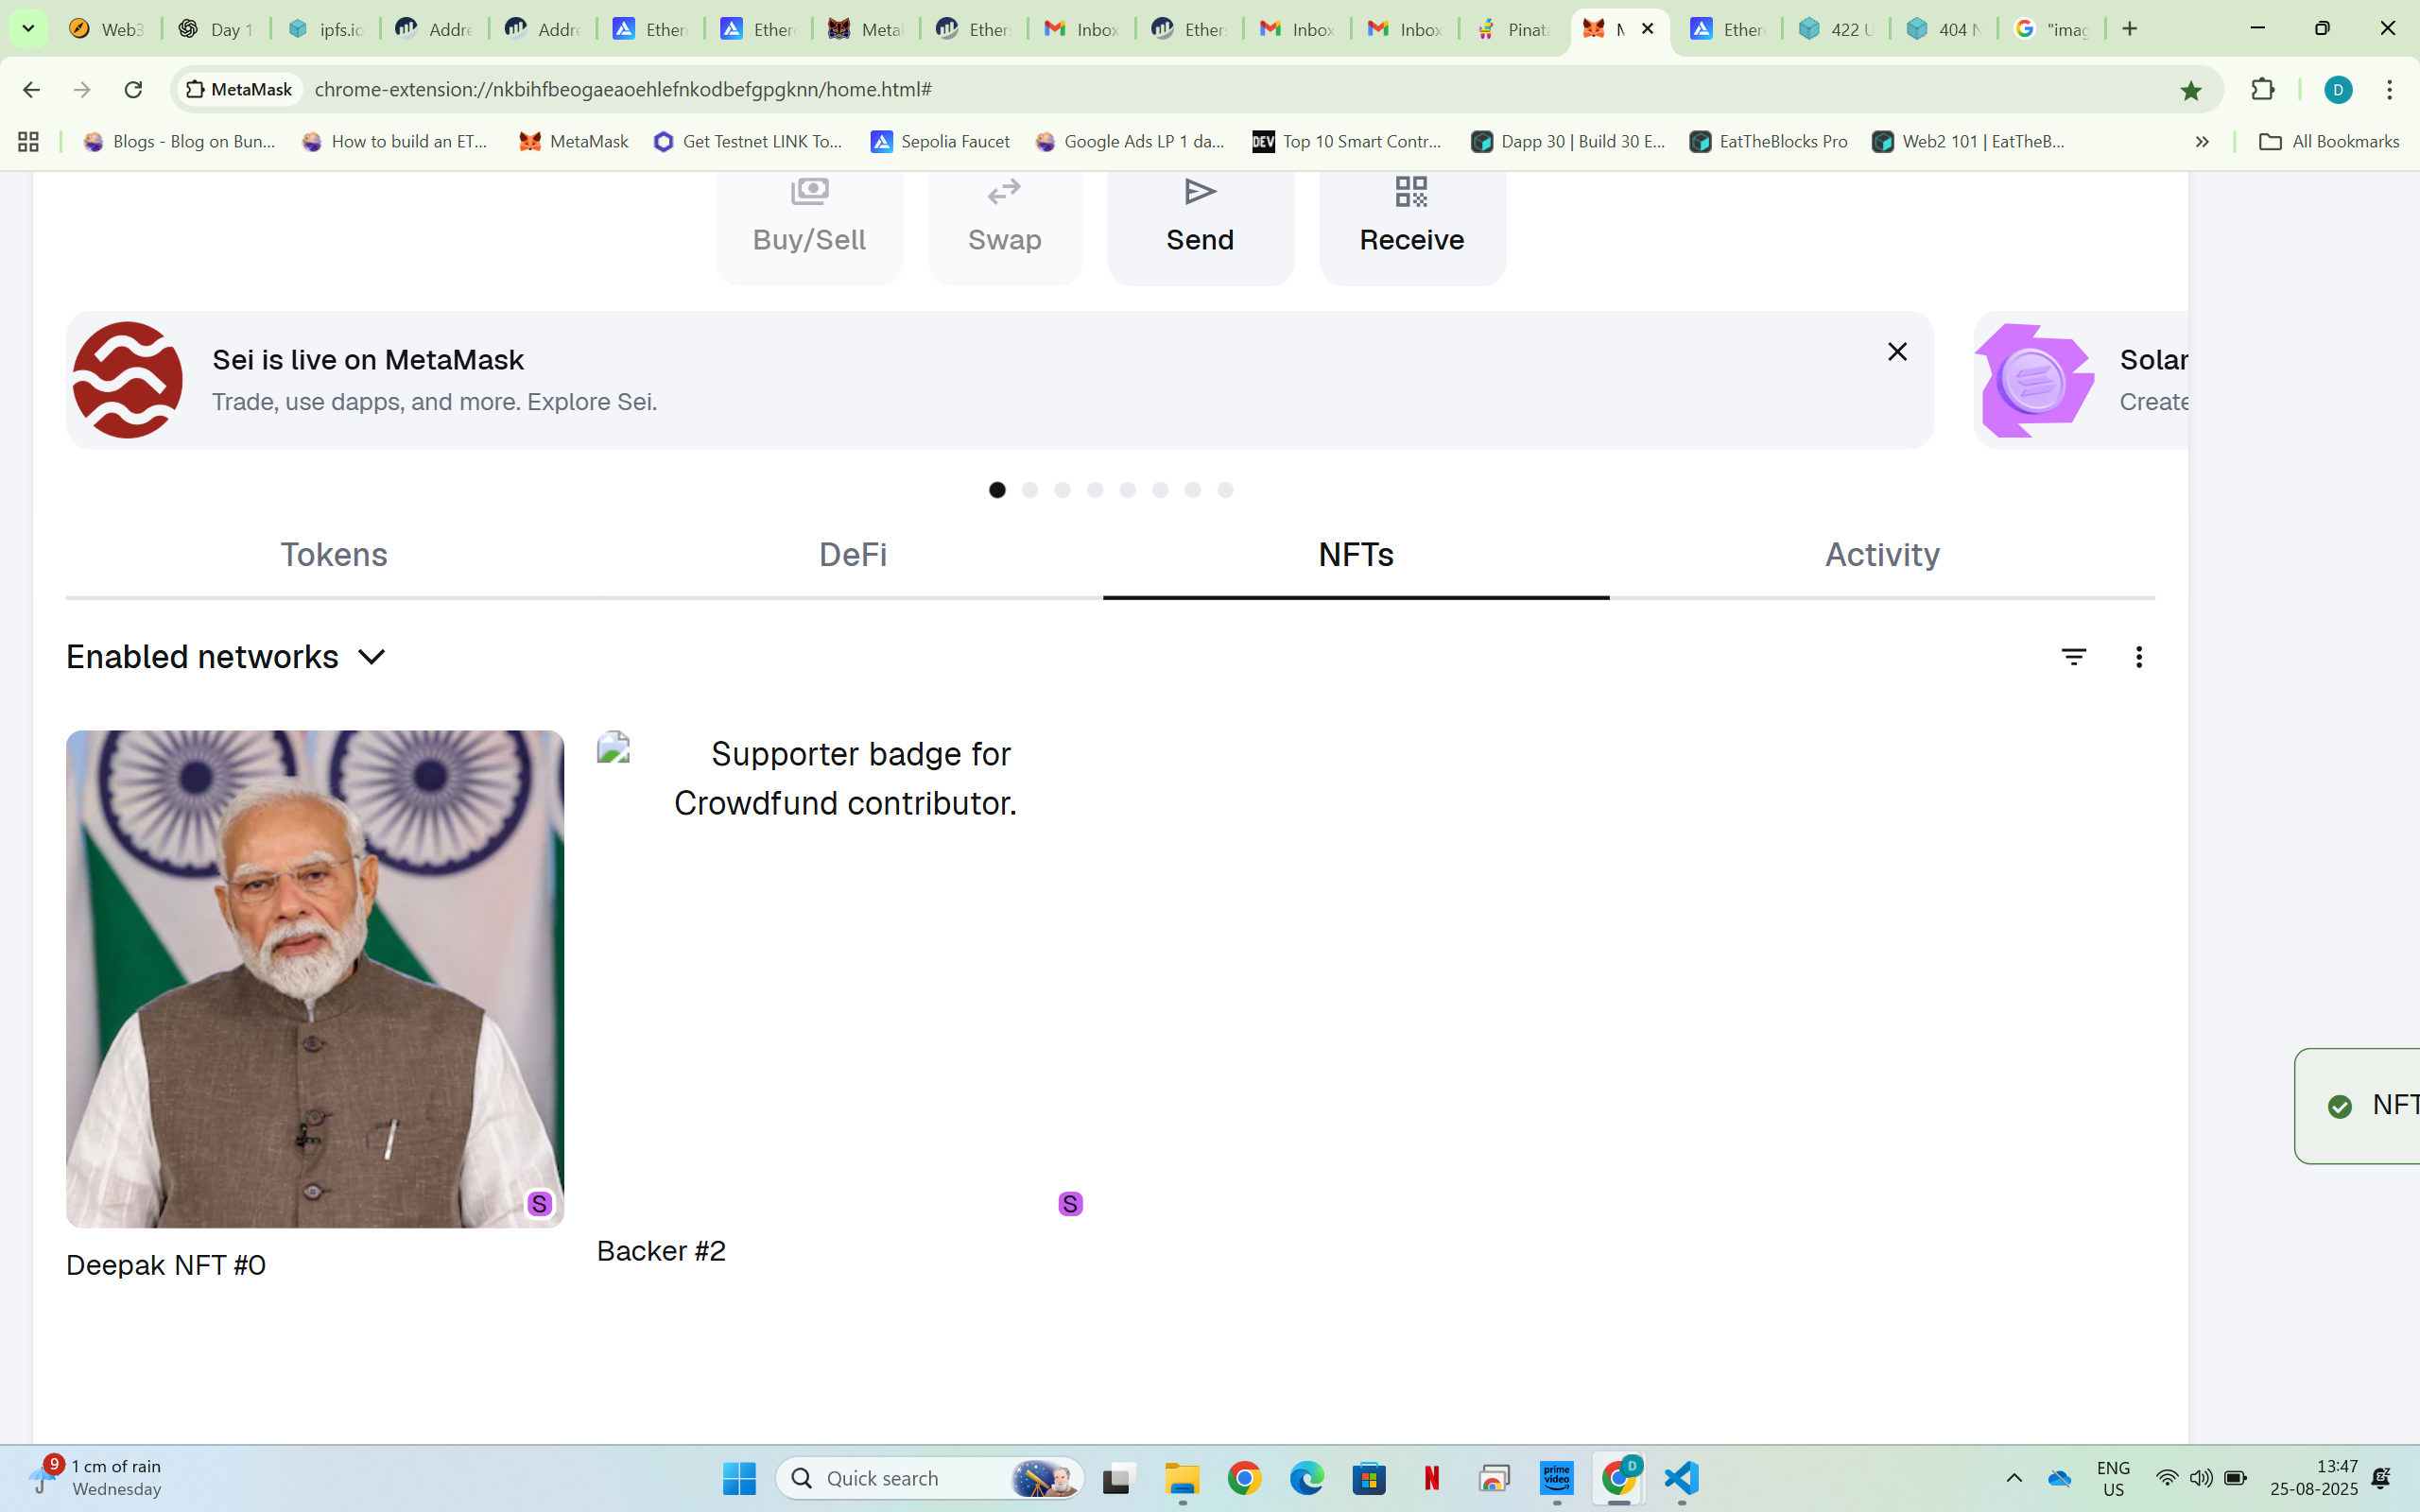 Web3
Day 1
ipfs.io
Addre
Addre
Ether
Ether
Meta
Ether
Inbox
Ether
Inbox
Inbox
Pinata
M
Ether
422 U
404 N
"imag
MetaMask
chrome-extension://nkbihfbeogaeaoehlefnkodbefgpgknn/home.html#
D
Blogs - Blog on Bun...
How to build an ET...
MetaMask
Get Testnet LINK To...
Sepolia Faucet
Google Ads LP 1 da...
DEV
Top 10 Smart Contr...
Dapp 30 | Build 30 E...
EatTheBlocks Pro
Web2 101 | EatTheB...
All Bookmarks
Buy/Sell
Swap
Send
Receive
Sei is live on MetaMask
Trade, use dapps, and more. Explore Sei.
Solar
Create
Tokens
DeFi
NFTs
Activity
Enabled networks
Supporter badge for
Crowdfund contributor.
S
S
Deepak NFT #0
Backer #2
NFT
9
1 cm of rain
Wednesday
Quick search
N
prime
video
D
ENG
US
13:47
25-08-2025